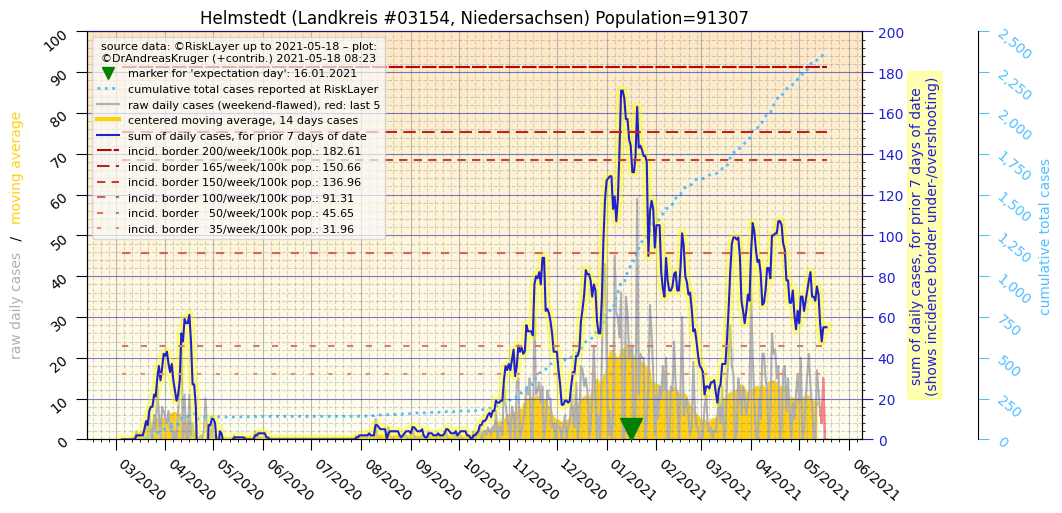 Helmstedt (Landkreis #03154, Niedersachsen) Population=91307
source data: ©RiskLayer up to 2021-05-18 – plot:
©DrAndreasKruger (+contrib.) 2021-05-18 08:23
marker for 'expectation day': 16.01.2021
cumulative total cases reported at RiskLayer
raw daily cases (weekend-flawed), red: last 5
centered moving average, 14 days cases
sum of daily cases, for prior 7 days of date
incid. border 200/week/100k pop.: 182.61
incid. border 165/week/100k pop.: 150.66
incid. border 150/week/100k pop.: 136.96
incid. border 100/week/100k pop.: 91.31
incid. border 50/week/100k pop.: 45.65
incid. border 35/week/100k pop.: 31.96
raw daily cases / moving average
100
90
80
70
60
50
40
30
20
10
0
03/2020
04/2020
05/2020
06/2020
07/2020
08/2020
09/2020
10/2020
11/2020
12/2020
01/2021
02/2021
03/2021
04/2021
05/2021
06/2021
200
180
160
140
120
100
80
60
40
20
0
sum of daily cases, for prior 7 days of date
(shows incidence border under-/overshooting)
2,500
2,250
2,000
1,750
1,500
1,250
1,000
750
500
250
0
cumulative total cases